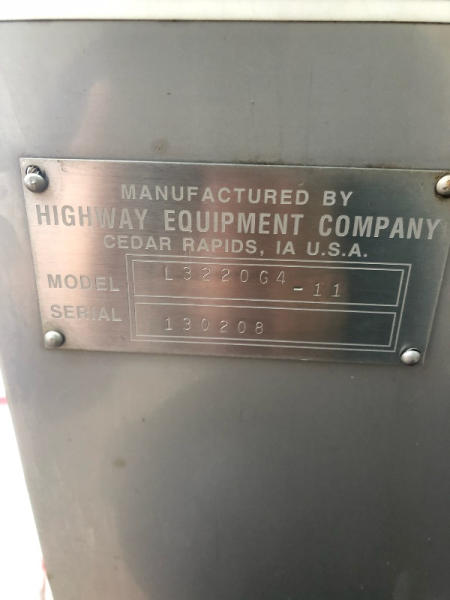 MANUFACTURED BY
HIGHWAY EQUIPMENT COMPANY
CEDAR RAPIDS, IA U.S.A.
MODEL L3220G4-11
SERIAL 130208